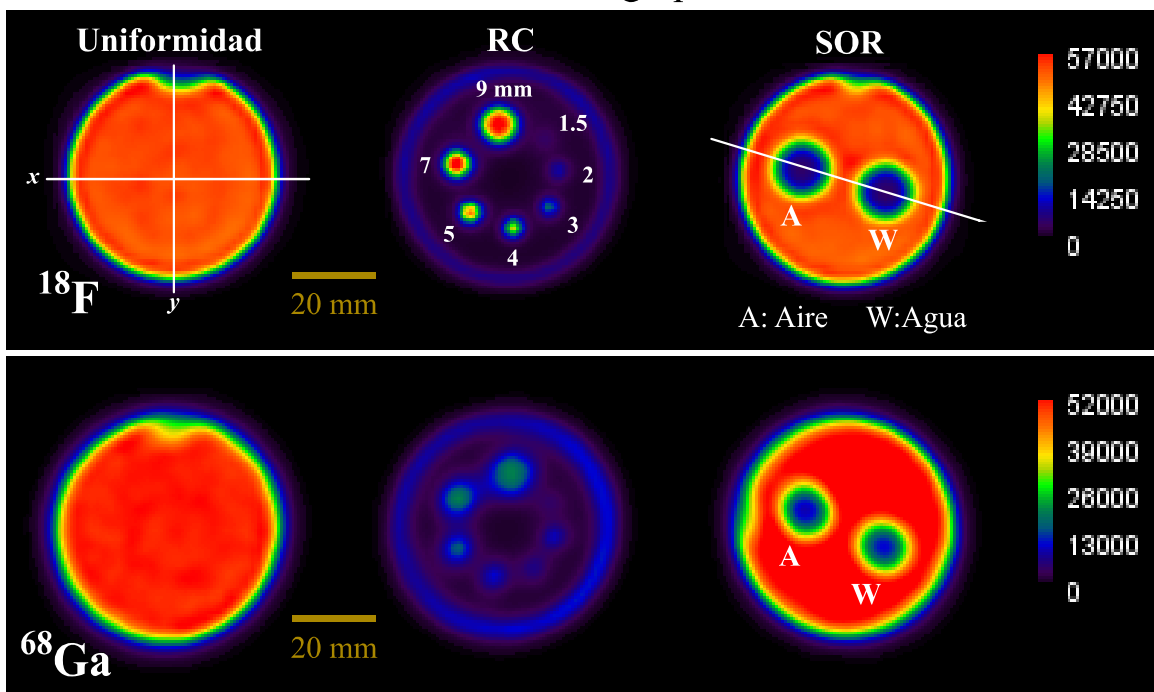 Uniformidad
RC
SOR
9 mm
1.5
7
2
5
3
4
x
y
A
W
57000
42750
28500
14250
0
¹⁸F
20 mm
A: Aire W:Agua
52000
39000
26000
13000
0
A
W
⁶⁸Ga
20 mm